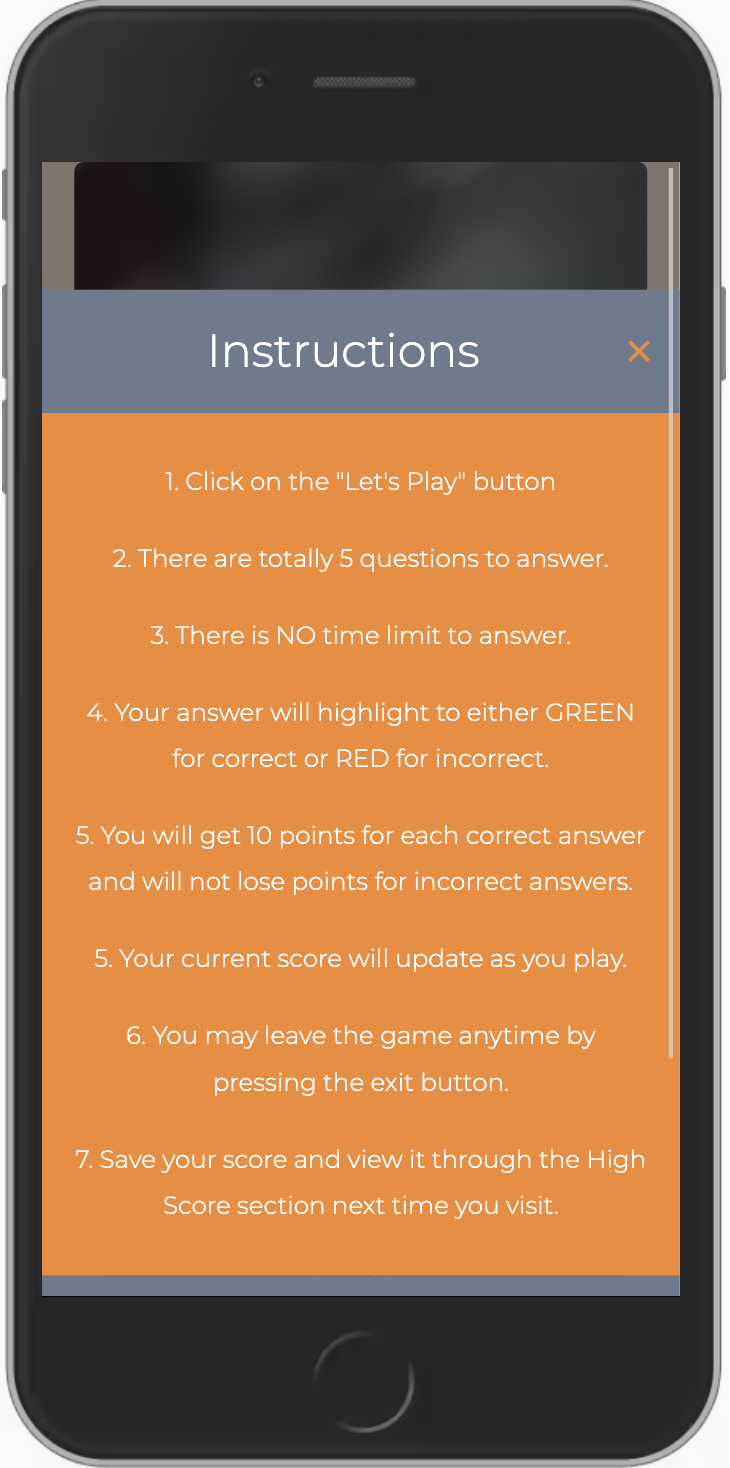 Instructions
1. Click on the "Let's Play" button
2. There are totally 5 questions to answer.
3. There is NO time limit to answer.
4. Your answer will highlight to either GREEN
for correct or RED for incorrect.
5. You will get 10 points for each correct answer
and will not lose points for incorrect answers.
5. Your current score will update as you play.
6. You may leave the game anytime by
pressing the exit button.
7. Save your score and view it through the High
Score section next time you visit.